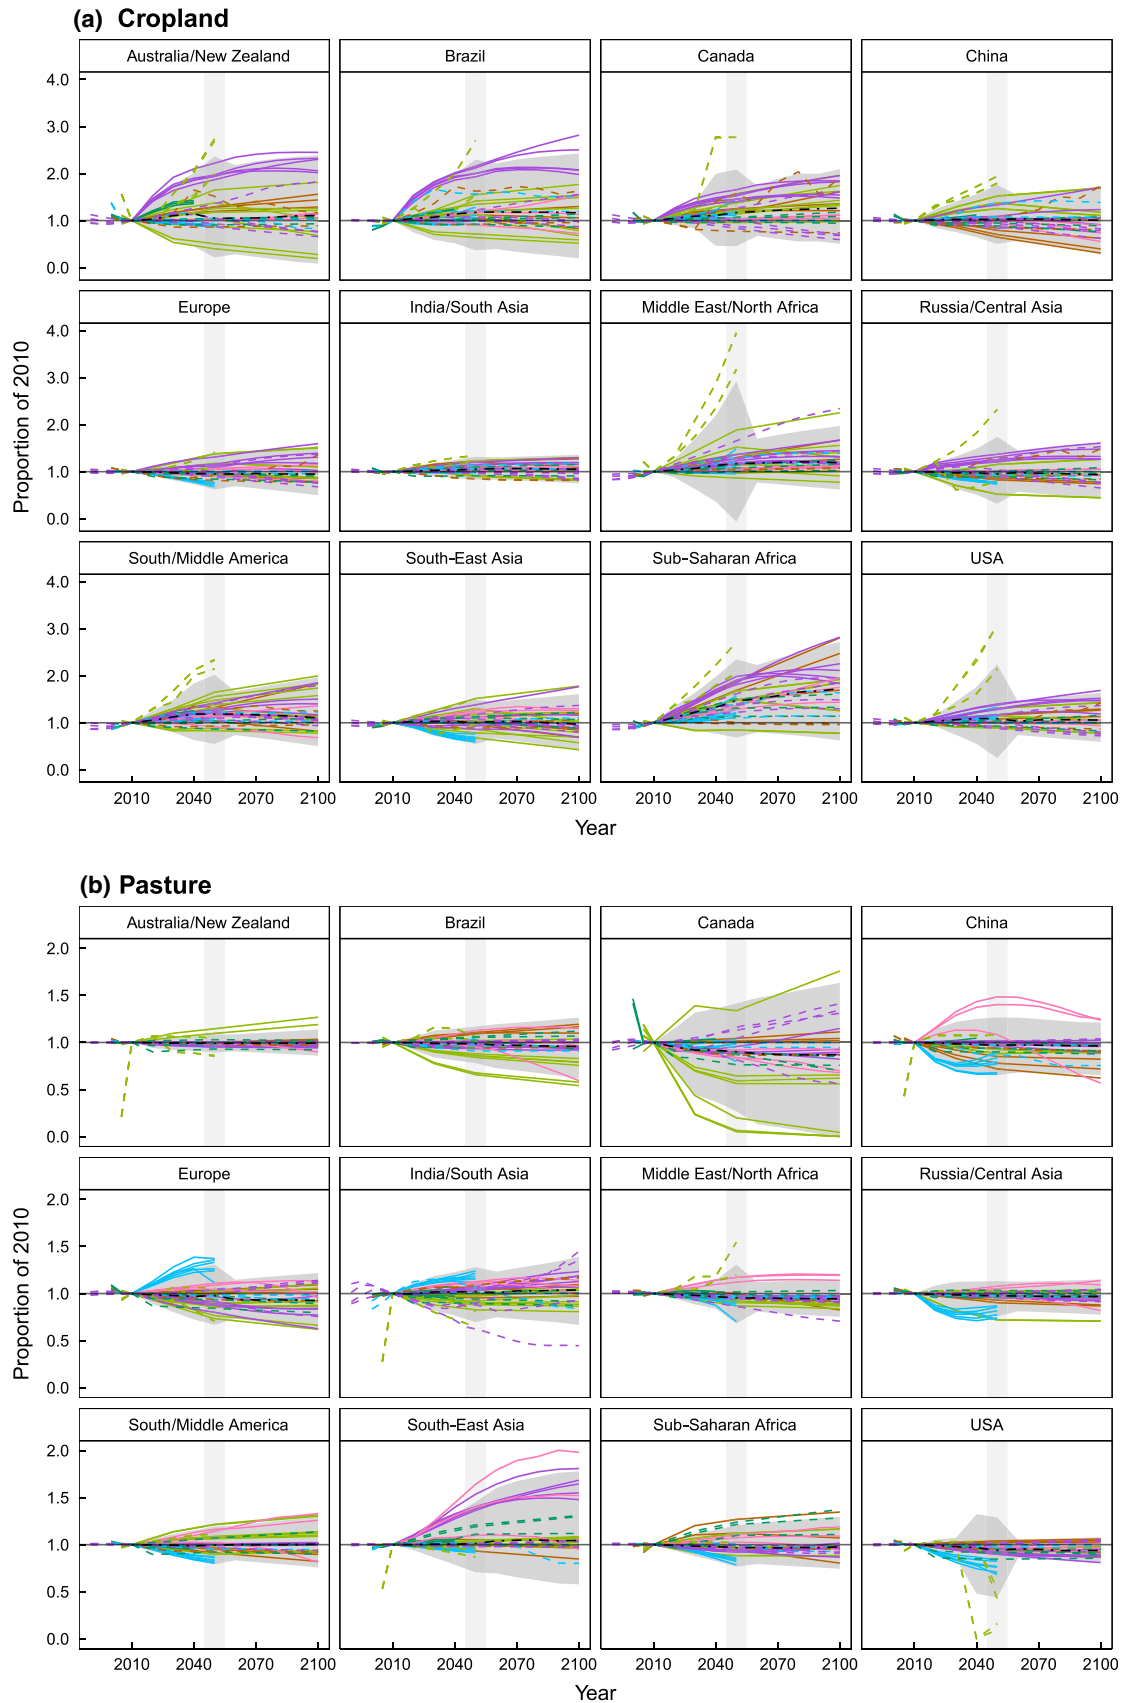 (a) Cropland
Australia/New Zealand Brazil Canada China
4.0
3.0
2.0
1.0
0.0
Europe India/South Asia Middle East/North Africa Russia/Central Asia
4.0
3.0
2.0
1.0
0.0
Proportion of 2010
South/Middle America South-East Asia Sub-Saharan Africa USA
4.0
3.0
2.0
1.0
0.0
2010 2040 2070 2100 2010 2040 2070 2100 2010 2040 2070 2100 2010 2040 2070 2100
Year
(b) Pasture
Australia/New Zealand Brazil Canada China
2.0
1.5
1.0
0.5
0.0
Europe India/South Asia Middle East/North Africa Russia/Central Asia
2.0
1.5
1.0
0.5
0.0
Proportion of 2010
South/Middle America South-East Asia Sub-Saharan Africa USA
2.0
1.5
1.0
0.5
0.0
2010 2040 2070 2100 2010 2040 2070 2100 2010 2040 2070 2100 2010 2040 2070 2100
Year